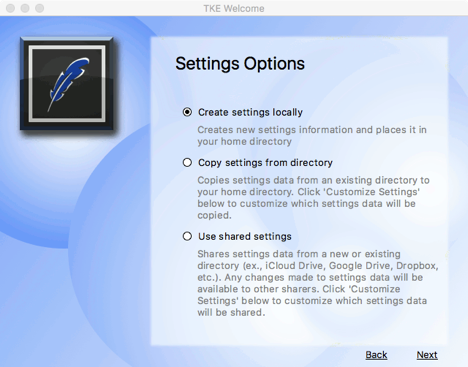 TKE Welcome
Settings Options
Create settings locally
Creates new settings information and places it in
your home directory
Copy settings from directory
Copies settings data from an existing directory to
your home directory. Click 'Customize Settings'
below to customize which settings data will be
copied.
Use shared settings
Shares settings data from a new or existing
directory (ex., iCloud Drive, Google Drive, Dropbox,
etc.). Any changes made to settings data will be
available to other sharers. Click 'Customize
Settings' below to customize which settings data
will be shared.
Back Next